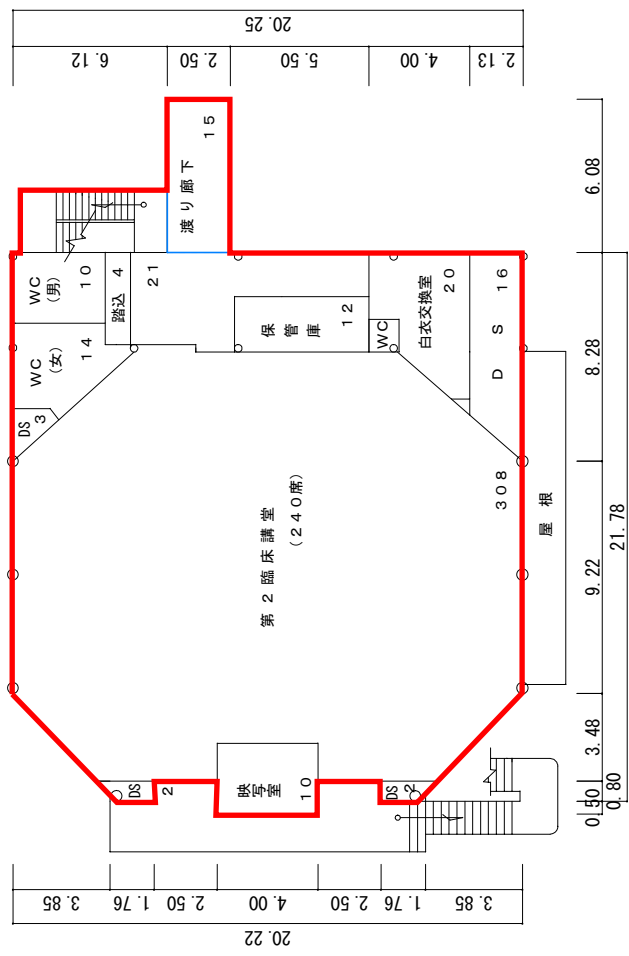 20.25
6.12
2.50
5.50
4.00
2.13
渡り廊下
15
6.08
WC
(男)
10
踏込 4
21
WC
(女)
14
DS
3
保管庫
12
WC
白衣交換室
20
DS
16
8.28
第2臨床講堂
(240席)
308
屋根
9.22
21.78
DS
2
映写室
10
DS
2
3.48
0.50
0.80
3.85
1.76
2.50
4.00
2.50
1.76
3.85
20.22